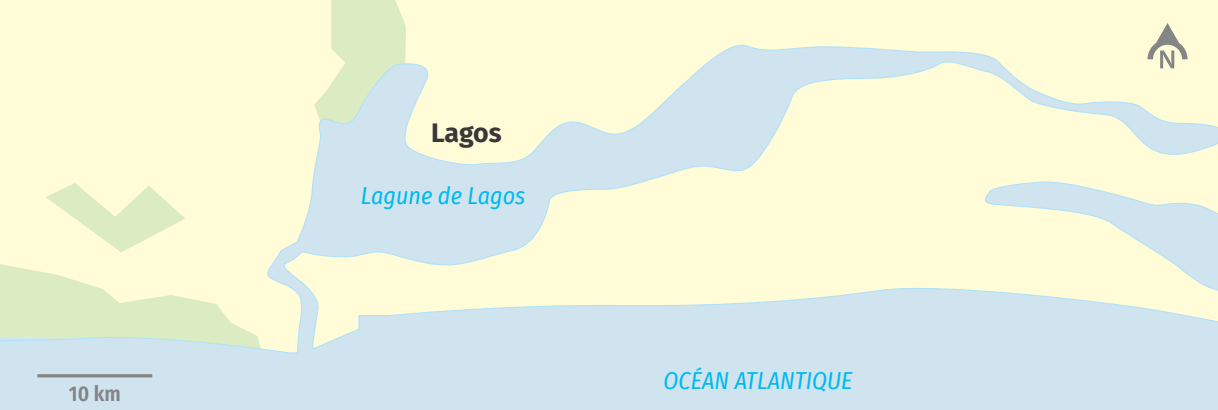 N
Lagos
Lagune de Lagos
OCÉAN ATLANTIQUE
10 km